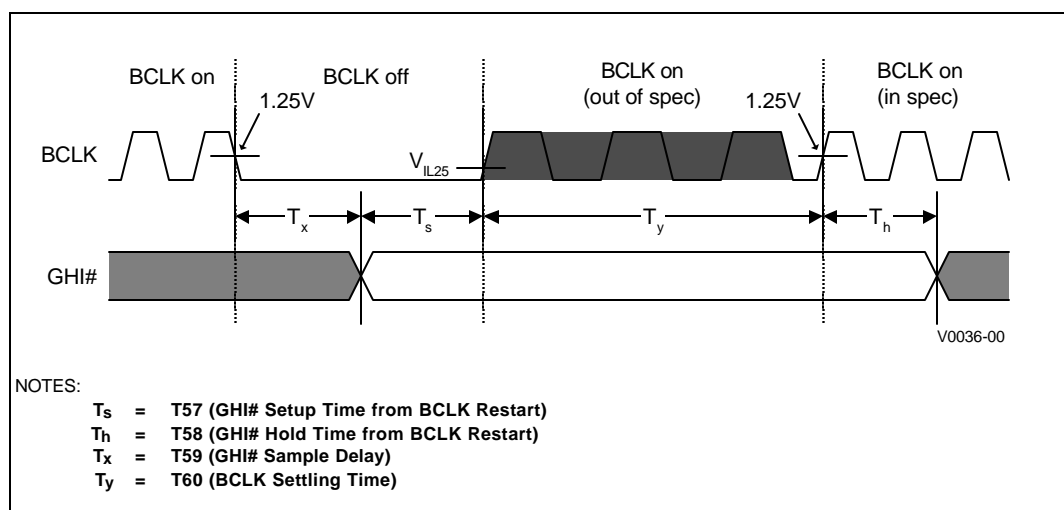 BCLK on
BCLK off
BCLK on
(out of spec)
BCLK on
(in spec)
1.25V
1.25V
BCLK
VIL25
Tx
Ts
Ty
Th
GHI#
V0036-00
NOTES:
Ts = T57 (GHI# Setup Time from BCLK Restart)
Th = T58 (GHI# Hold Time from BCLK Restart)
Tx = T59 (GHI# Sample Delay)
Ty = T60 (BCLK Settling Time)